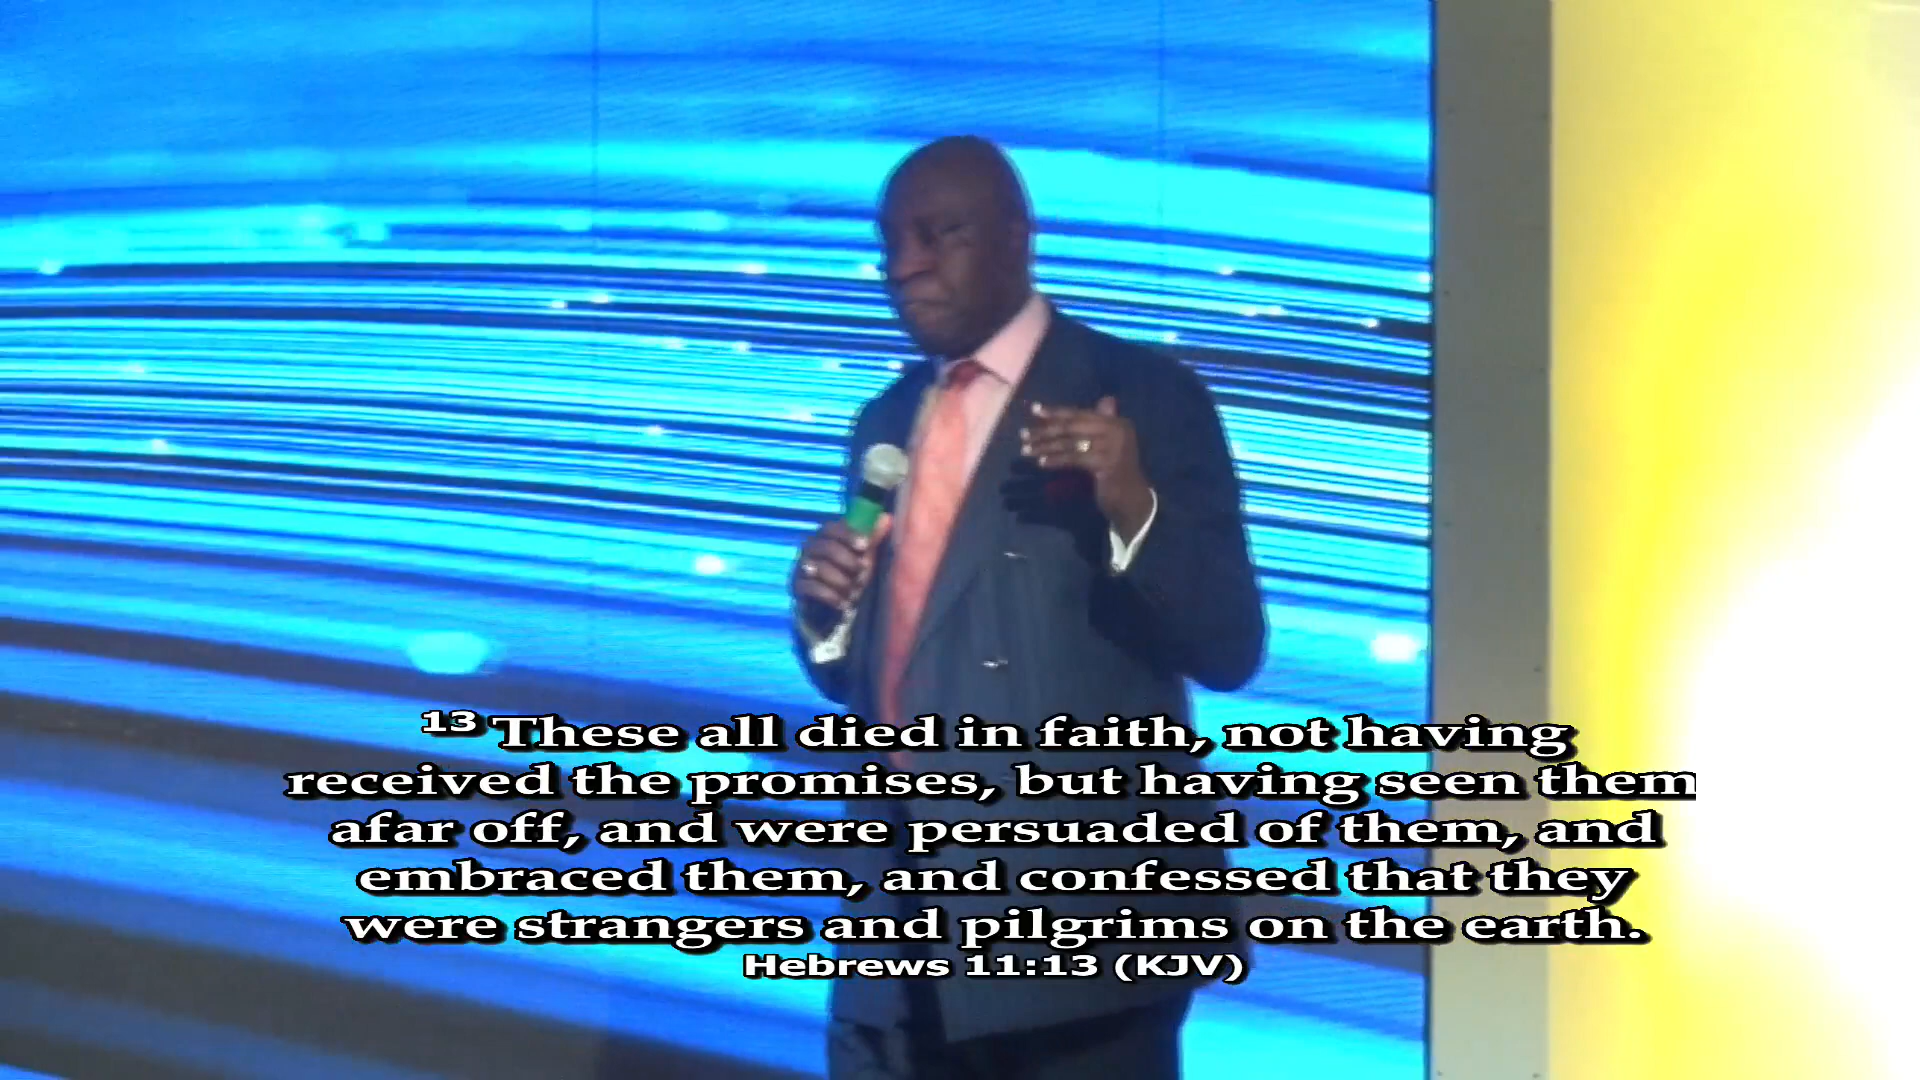 13 These all died in faith, not having
received the promises, but having seen them
afar off, and were persuaded of them, and
embraced them, and confessed that they
were strangers and pilgrims on the earth.
Hebrews 11:13 (KJV)